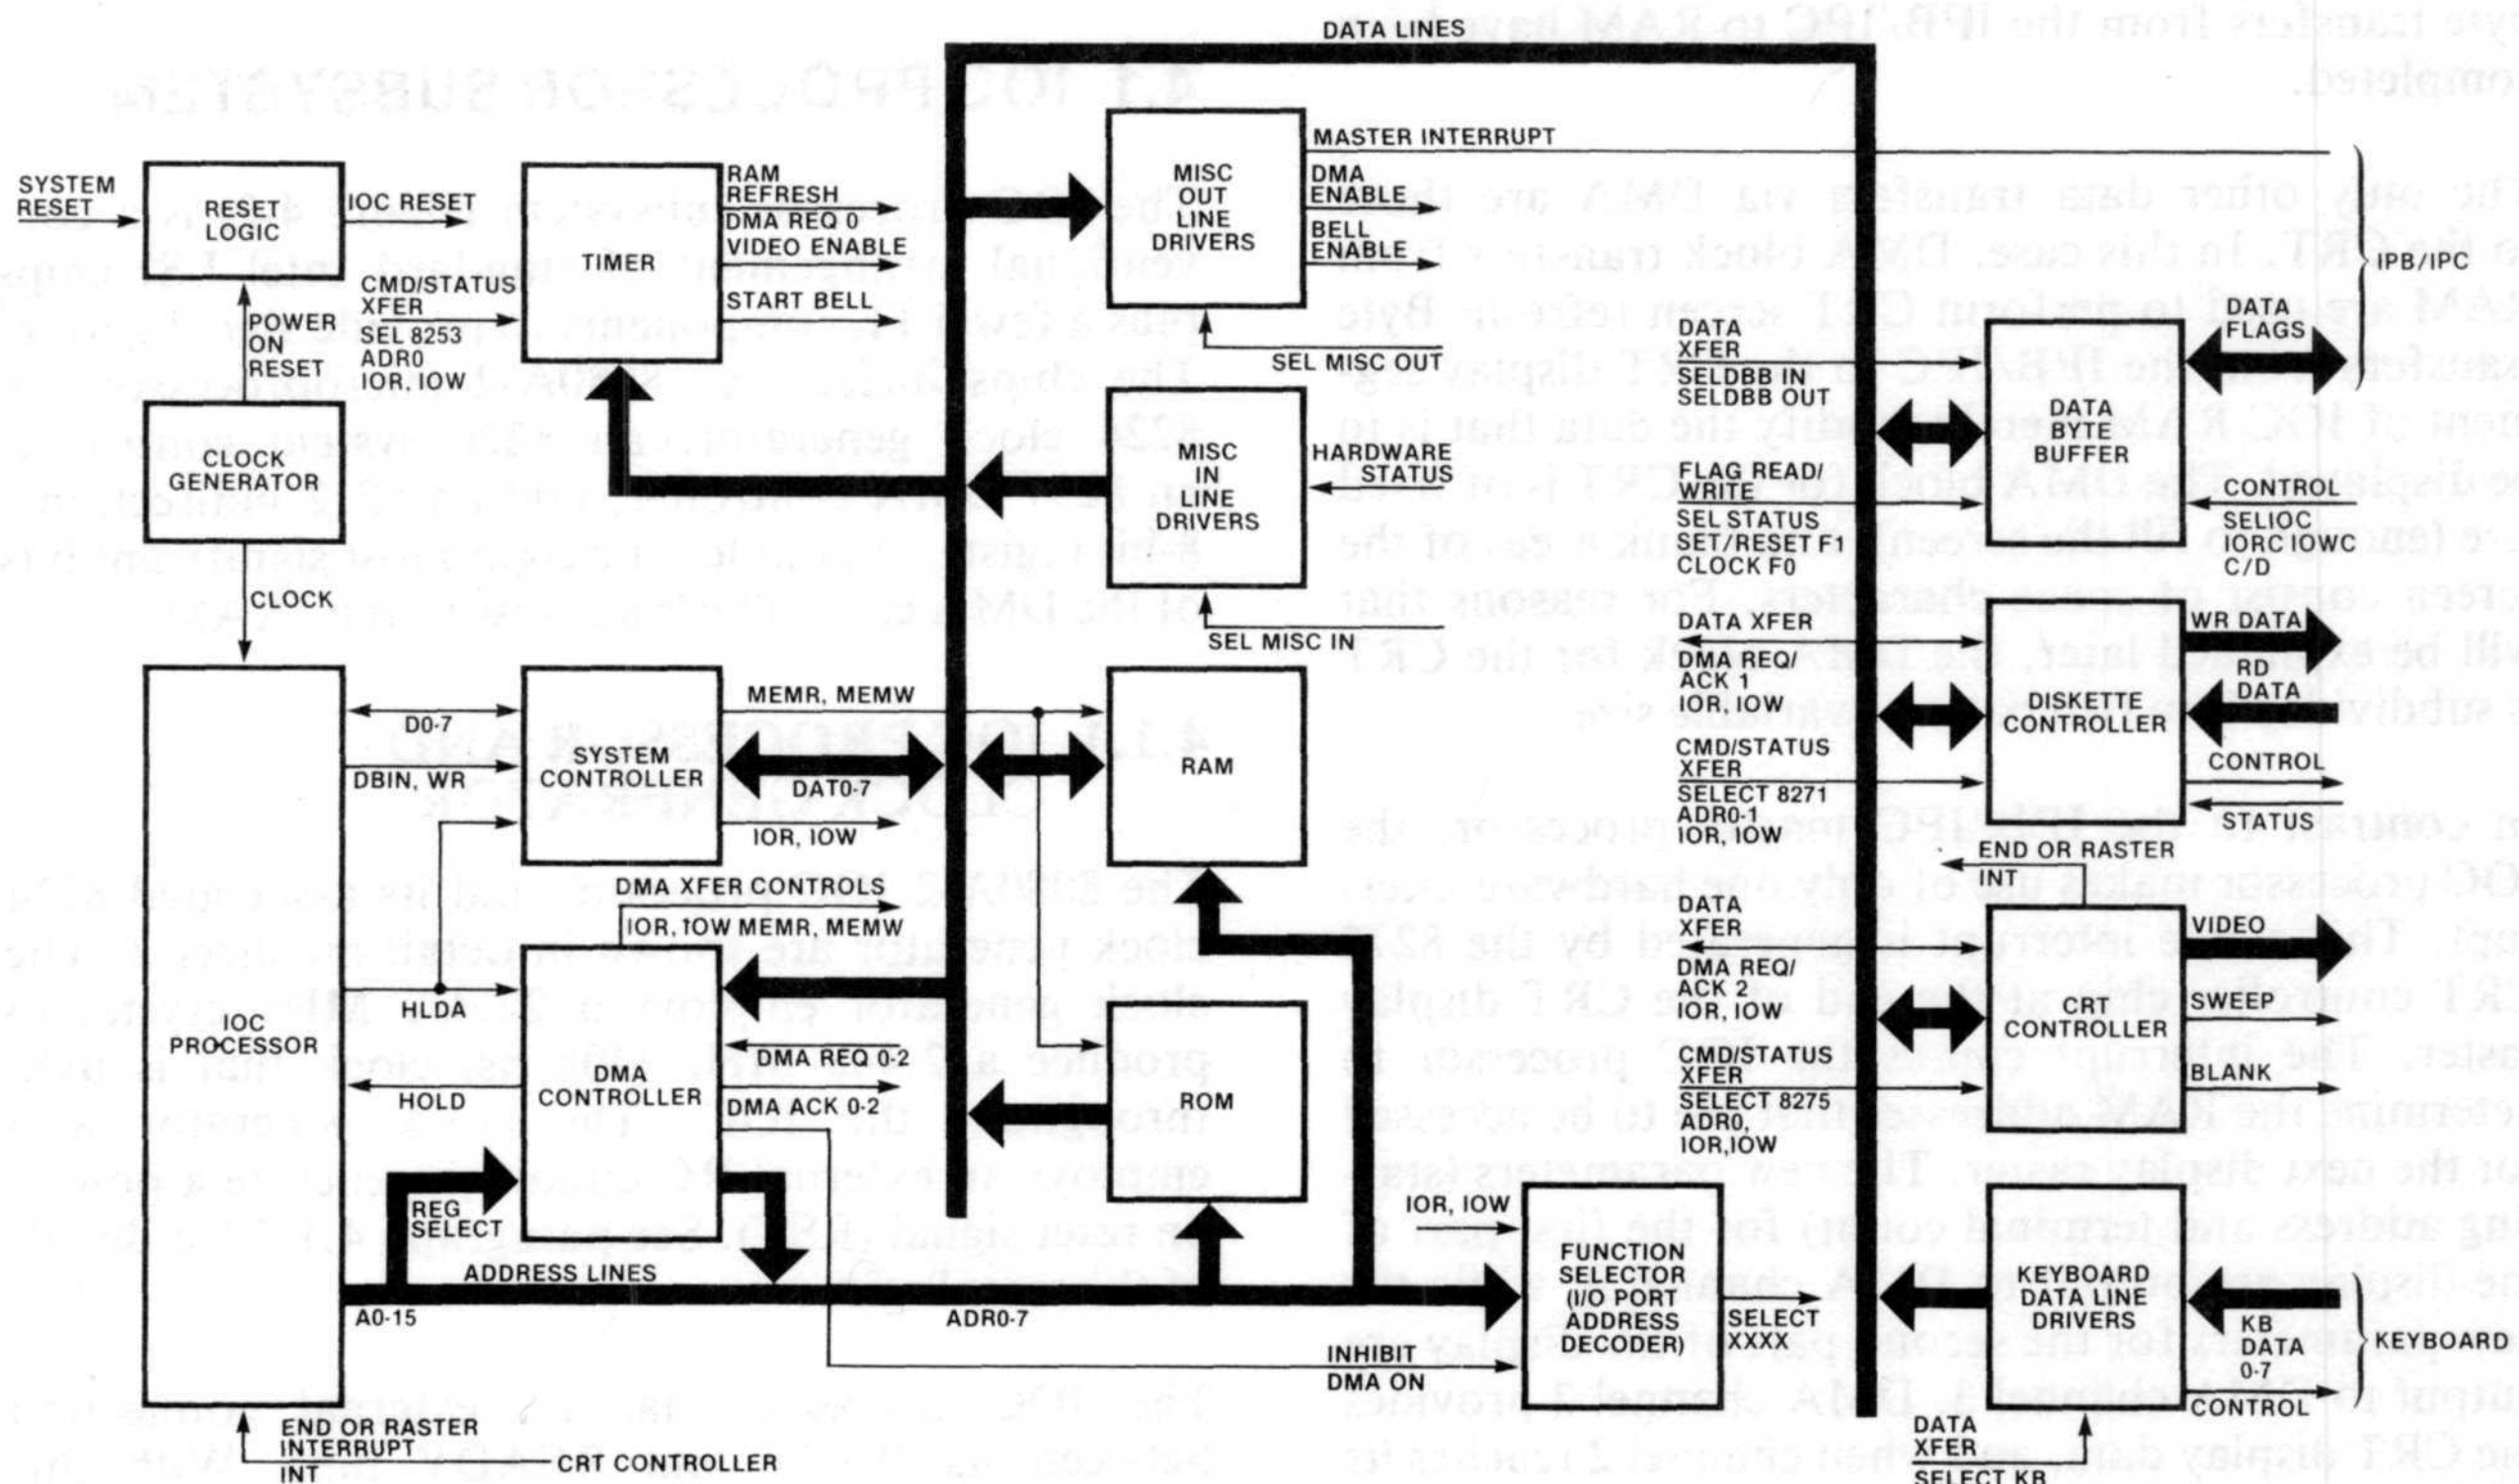 DATA LINES
SYSTEM
RESET
RESET
LOGIC
IOC RESET
POWER
ON
RESET
CMD/STATUS
XFER
SEL 8253
ADR0
IOR, IOW
TIMER
RAM
REFRESH
DMA REQ 0
VIDEO ENABLE
START BELL
MISC
OUT
LINE
DRIVERS
MASTER INTERRUPT
DMA
ENABLE
BELL
ENABLE
SEL MISC OUT
IPB/IPC
CLOCK
GENERATOR
CLOCK
MISC
IN
LINE
DRIVERS
HARDWARE
STATUS
SEL MISC IN
DATA
XFER
SELDBB IN
SELDBB OUT
FLAG READ/
WRITE
SEL STATUS
SET/RESET F1
CLOCK F0
DATA
BYTE
BUFFER
DATA
FLAGS
CONTROL
SELIOC
IORC IOWC
C/D
IOC
PROCESSOR
D0-7
DBIN, WR
SYSTEM
CONTROLLER
MEMR, MEMW
DAT0-7
IOR, IOW
RAM
DATA XFER
DMA REQ/
ACK 1
IOR, IOW
CMD/STATUS
XFER
SELECT 8271
ADR0-1
IOR, IOW
DISKETTE
CONTROLLER
WR DATA
RD
DATA
CONTROL
STATUS
DMA XFER CONTROLS
IOR, IOW MEMR, MEMW
HLDA
HOLD
DMA
CONTROLLER
DMA REQ 0-2
DMA ACK 0-2
REG
SELECT
ROM
END OR RASTER
INT
DATA
XFER
DMA REQ/
ACK 2
IOR, IOW
CMD/STATUS
XFER
SELECT 8275
ADR0,
IOR,IOW
CRT
CONTROLLER
VIDEO
SWEEP
BLANK
ADDRESS LINES
A0-15
ADR0-7
IOR, IOW
FUNCTION
SELECTOR
(I/O PORT
ADDRESS
DECODER)
SELECT
XXXX
INHIBIT
DMA ON
KEYBOARD
DATA LINE
DRIVERS
KB
DATA
0-7
CONTROL
KEYBOARD
DATA
XFER
SELECT KB
END OR RASTER
INTERRUPT
INT
CRT CONTROLLER